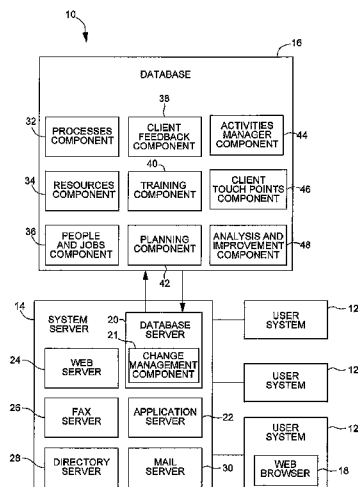 10
16
DATABASE
38
32
PROCESSES
COMPONENT
CLIENT
FEEDBACK
COMPONENT
ACTIVITIES
MANAGER
COMPONENT
44
40
34
RESOURCES
COMPONENT
TRAINING
COMPONENT
CLIENT
TOUCH POINTS
COMPONENT
46
36
PEOPLE
AND JOBS
COMPONENT
PLANNING
COMPONENT
ANALYSIS AND
IMPROVEMENT
COMPONENT
48
42
14
SYSTEM
SERVER
20
21
DATABASE
SERVER
CHANGE
MANAGEMENT
COMPONENT
USER
SYSTEM
12
24
WEB
SERVER
USER
SYSTEM
12
26
FAX
SERVER
APPLICATION
SERVER
22
USER
SYSTEM
12
28
DIRECTORY
SERVER
MAIL
SERVER
30
WEB
BROWSER
18